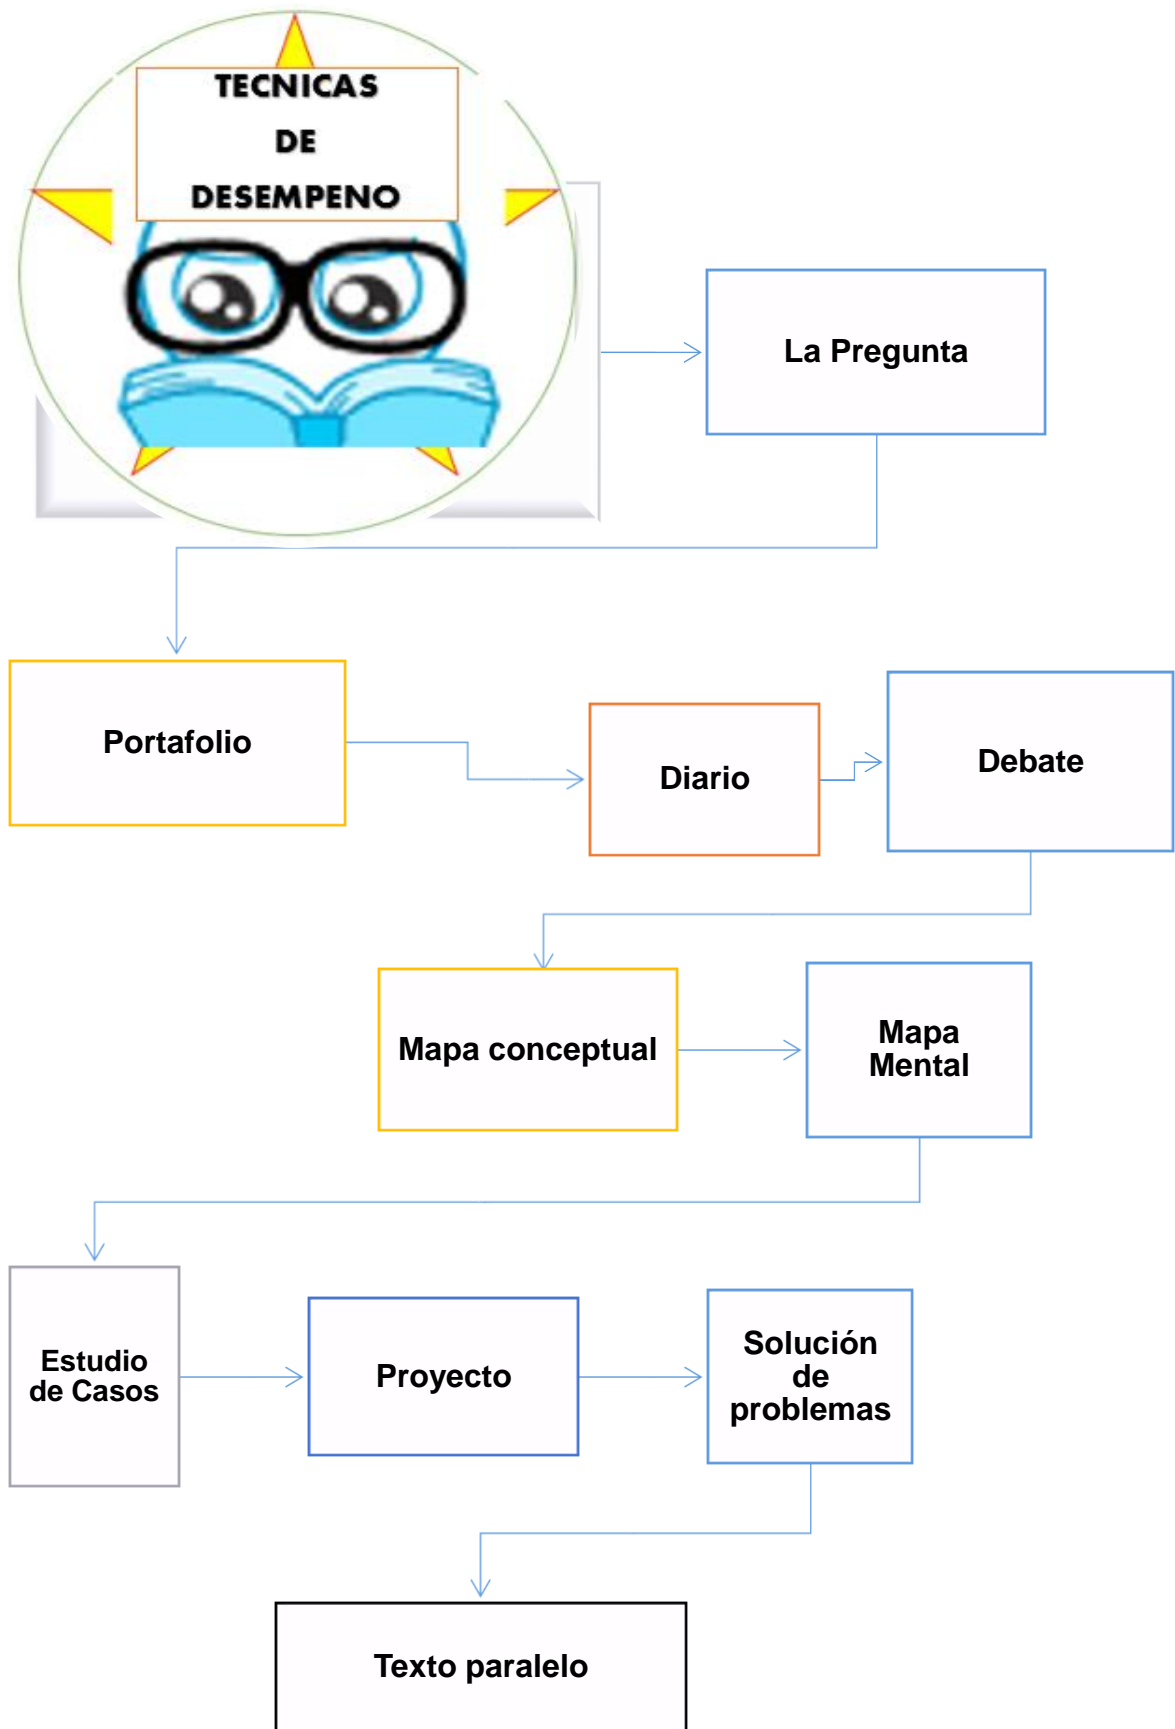 TECNICAS
DE
DESEMPENO
La Pregunta
Portafolio
Diario
Debate
Mapa conceptual
Mapa
Mental
Estudio
de Casos
Proyecto
Solución
de
problemas
Texto paralelo